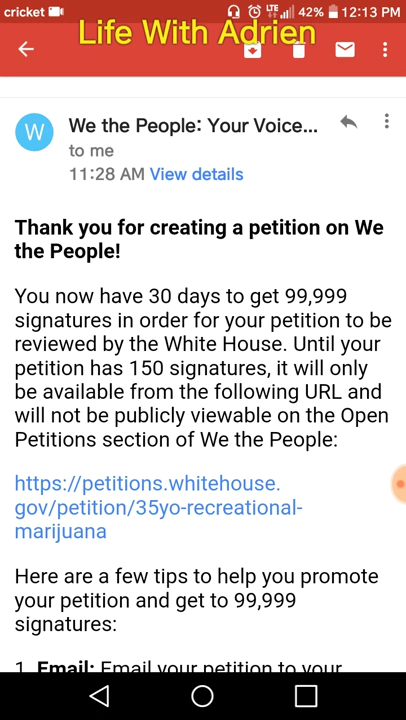 cricket LTE 42% 12:13 PM
Life With Adrien
W We the People: Your Voice...
to me
11:28 AM View details
Thank you for creating a petition on We
the People!
You now have 30 days to get 99,999
signatures in order for your petition to be
reviewed by the White House. Until your
petition has 150 signatures, it will only
be available from the following URL and
will not be publicly viewable on the Open
Petitions section of We the People:
https://petitions.whitehouse.
gov/petition/35yo-recreational-
marijuana
Here are a few tips to help you promote
your petition and get to 99,999
signatures:
1. Email: Email your petition to your